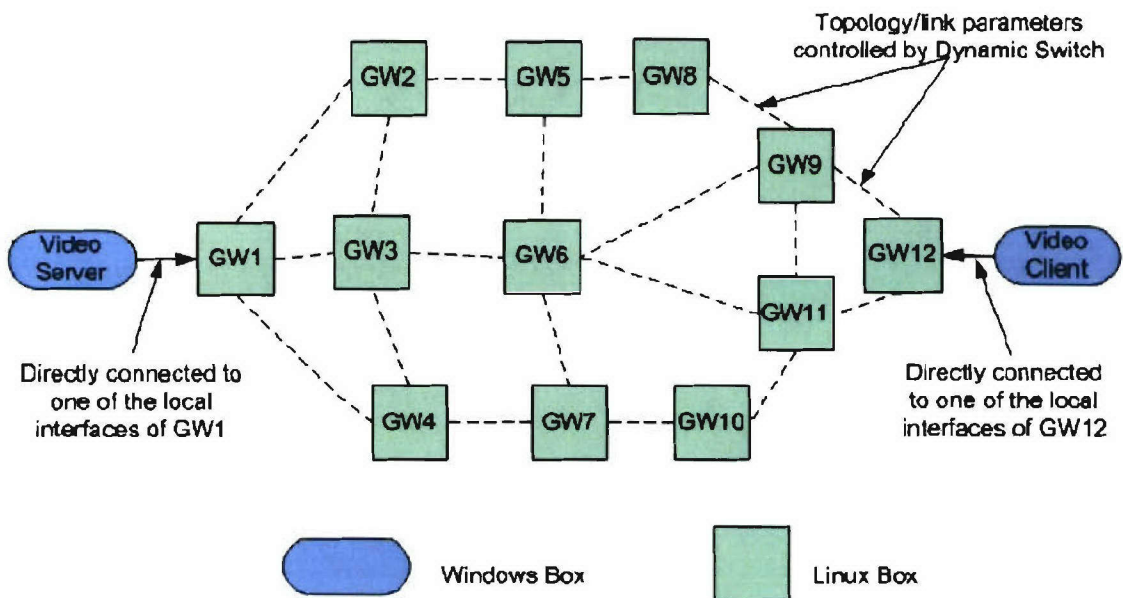 Topology/link parameters
controlled by Dynamic Switch
GW2
GW5
GW8
GW9
Video
Server
GW1
GW3
GW6
GW12
Video
Client
GW11
Directly connected to
one of the local
interfaces of GW1
Directly connected
to one of the local
interfaces of GW12
GW4
GW7
GW10
Windows Box
Linux Box